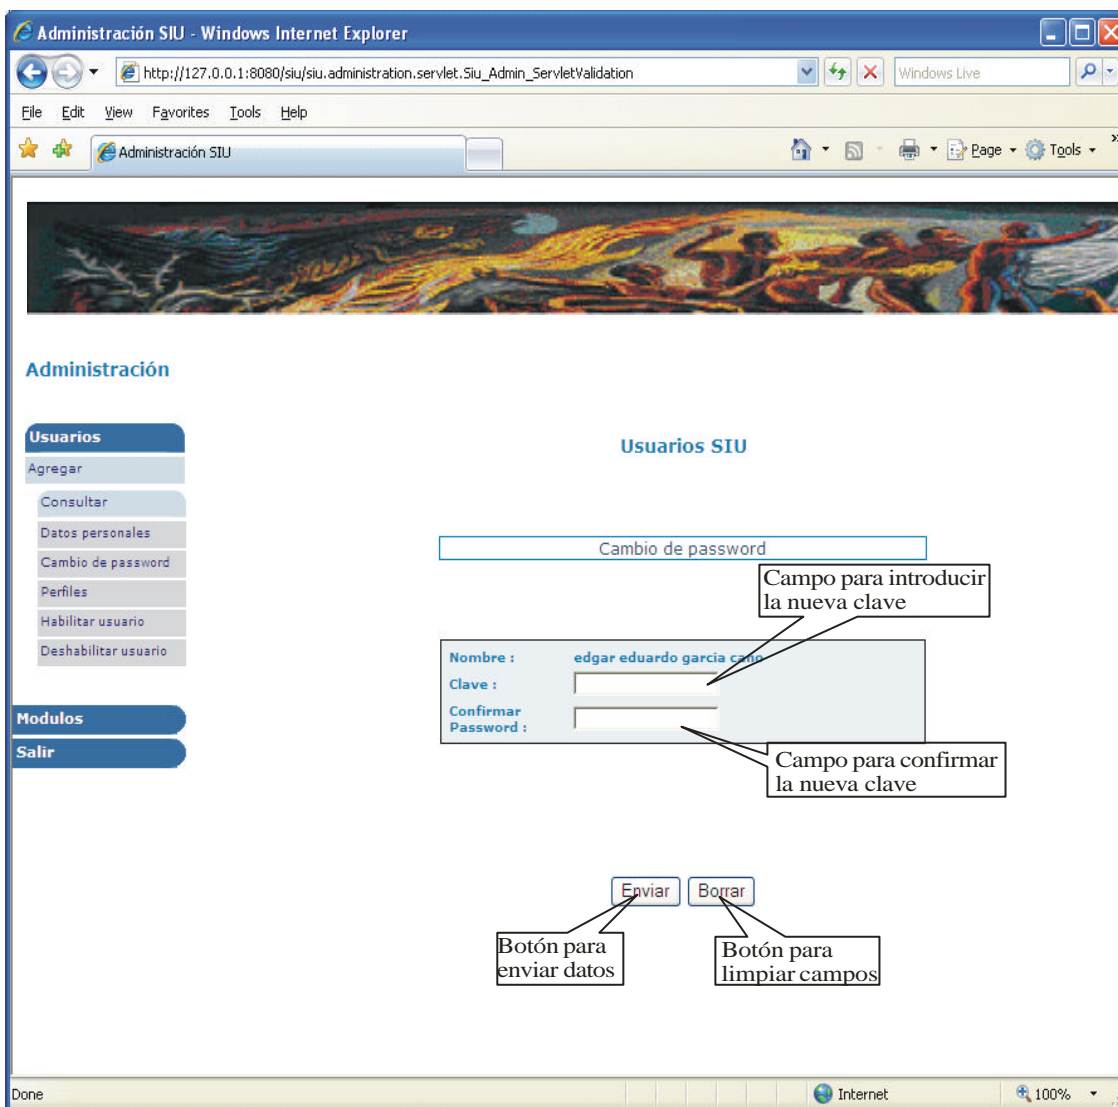 Administración SIU - Windows Internet Explorer
http://127.0.0.1:8080/siu/siu.administration.servlet.Siu_Admin_ServletValidation
Windows Live
File Edit View Favorites Tools Help
Administración SIU
Page Tools
Administración
Usuarios
Agregar
Consultar
Datos personales
Cambio de password
Perfiles
Habilitar usuario
Deshabilitar usuario
Modulos
Salir
Usuarios SIU
Cambio de password
Campo para introducir
la nueva clave
Nombre : edgar eduardo garcia cano
Clave :
Confirmar
Password :
Campo para confirmar
la nueva clave
Enviar Borrar
Botón para
enviar datos
Botón para
limpiar campos
Done Internet 100%